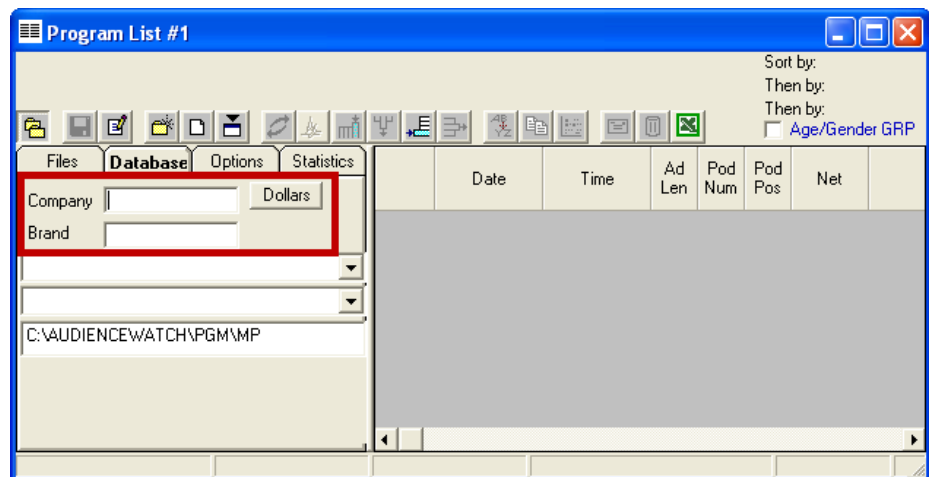 Program List #1
Sort by:
Then by:
Then by:
Age/Gender GRP
Files Database Options Statistics
Company Dollars
Brand
C:\AUDIENCEWATCH\PGM\MP
Date Time Ad Len Pod Num Pod Pos Net